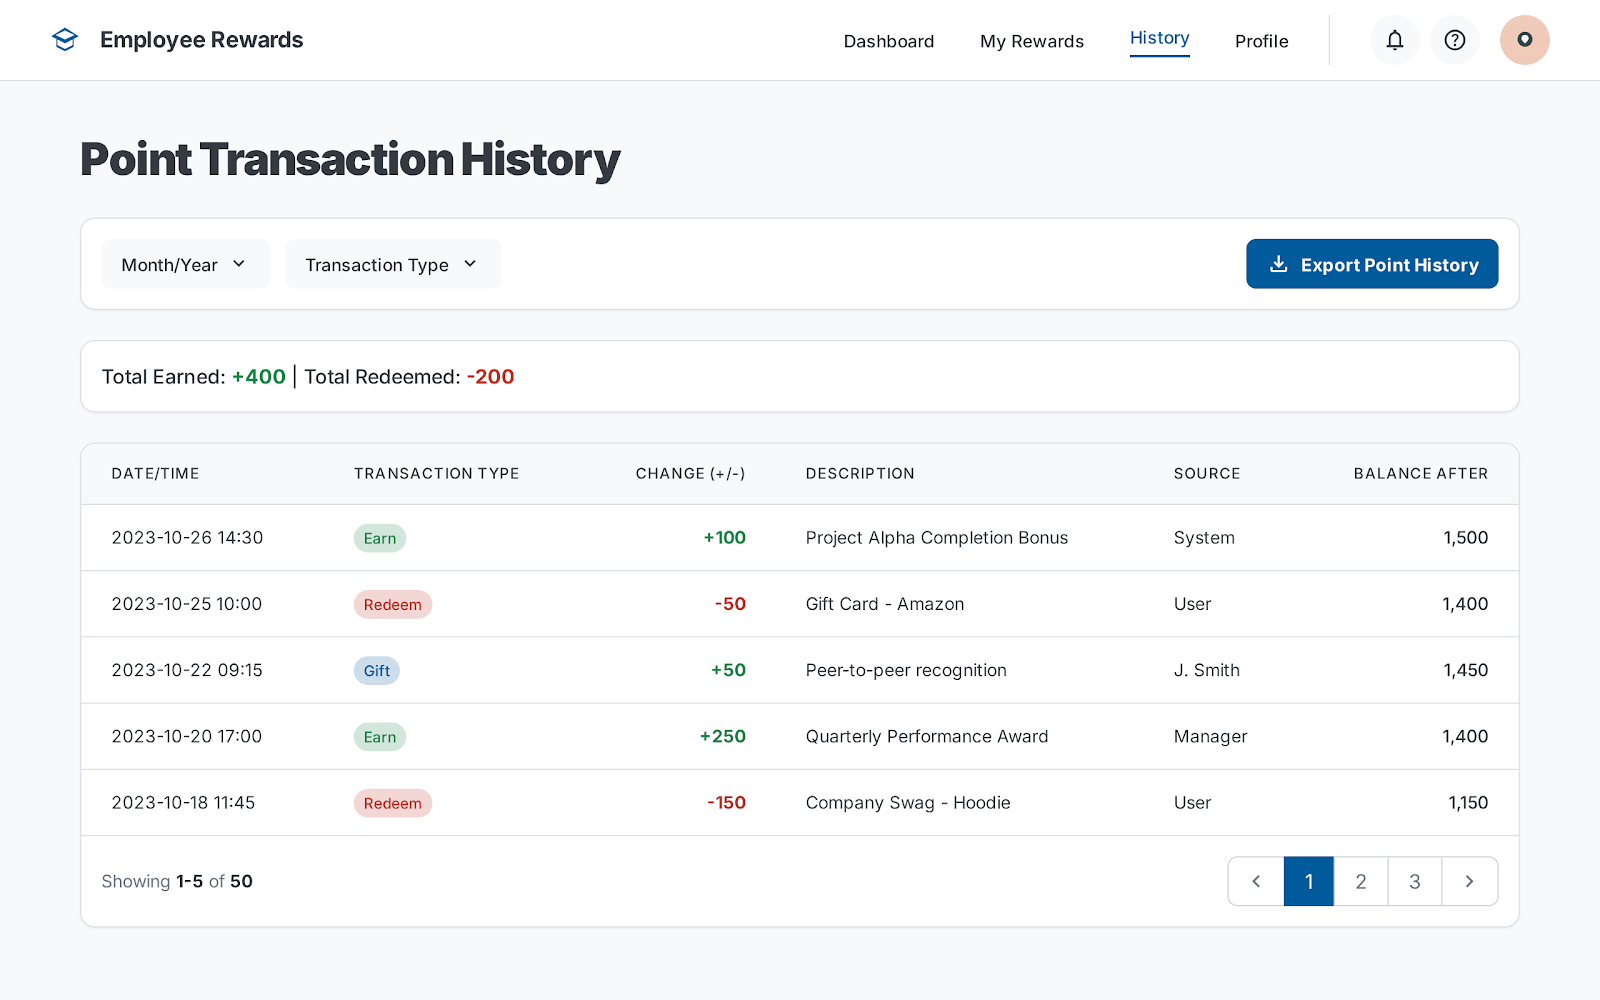 Employee Rewards
Dashboard My Rewards History Profile
Point Transaction History
Month/Year Transaction Type Export Point History
Total Earned: +400 | Total Redeemed: -200
DATE/TIME TRANSACTION TYPE CHANGE (+/-) DESCRIPTION SOURCE BALANCE AFTER
2023-10-26 14:30 Earn +100 Project Alpha Completion Bonus System 1,500
2023-10-25 10:00 Redeem -50 Gift Card - Amazon User 1,400
2023-10-22 09:15 Gift +50 Peer-to-peer recognition J. Smith 1,450
2023-10-20 17:00 Earn +250 Quarterly Performance Award Manager 1,400
2023-10-18 11:45 Redeem -150 Company Swag - Hoodie User 1,150
Showing 1-5 of 50 1 2 3